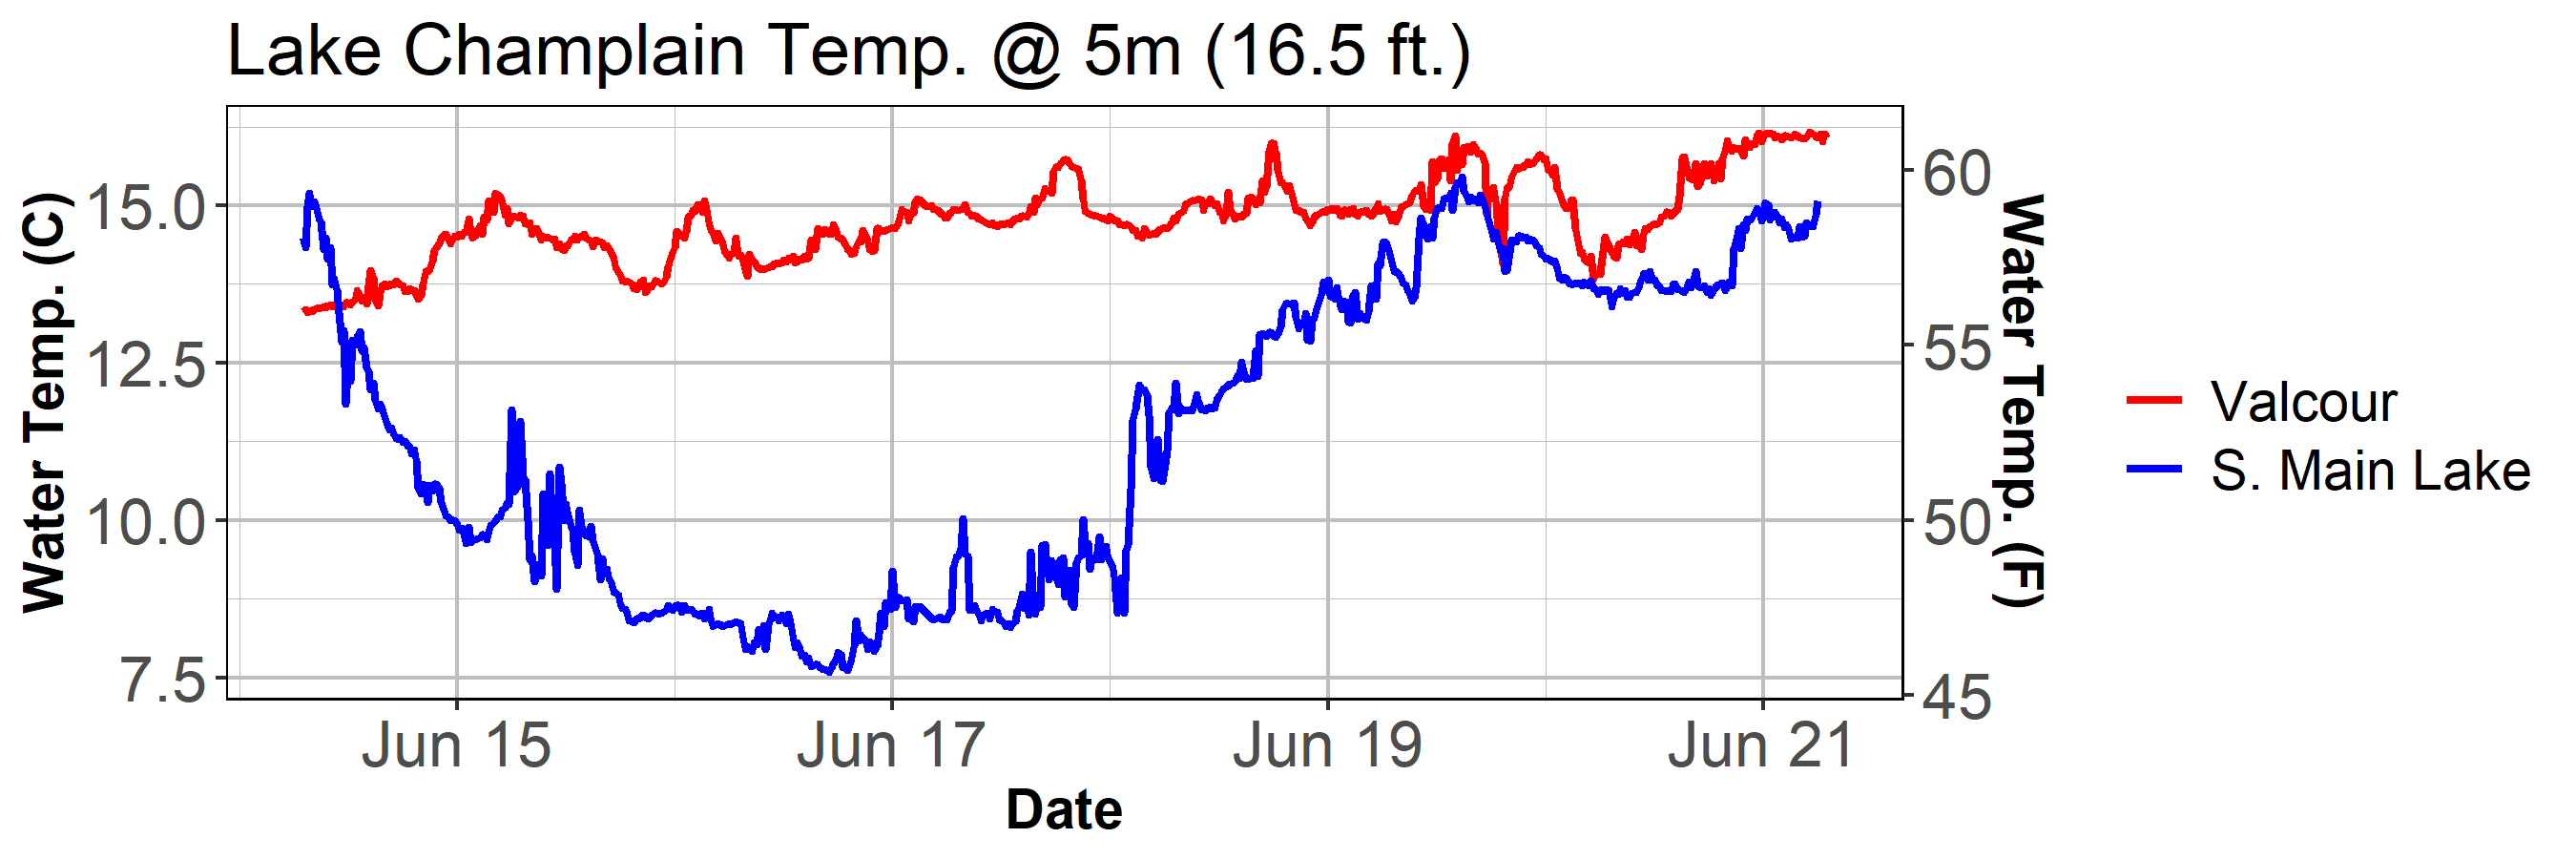 Lake Champlain Temp. @ 5m (16.5 ft.)
Water Temp. (C)
15.0
12.5
10.0
7.5
60
55
50
45
Water Temp. (F)
Jun 15 Jun 17 Jun 19 Jun 21
Date
Valcour
S. Main Lake